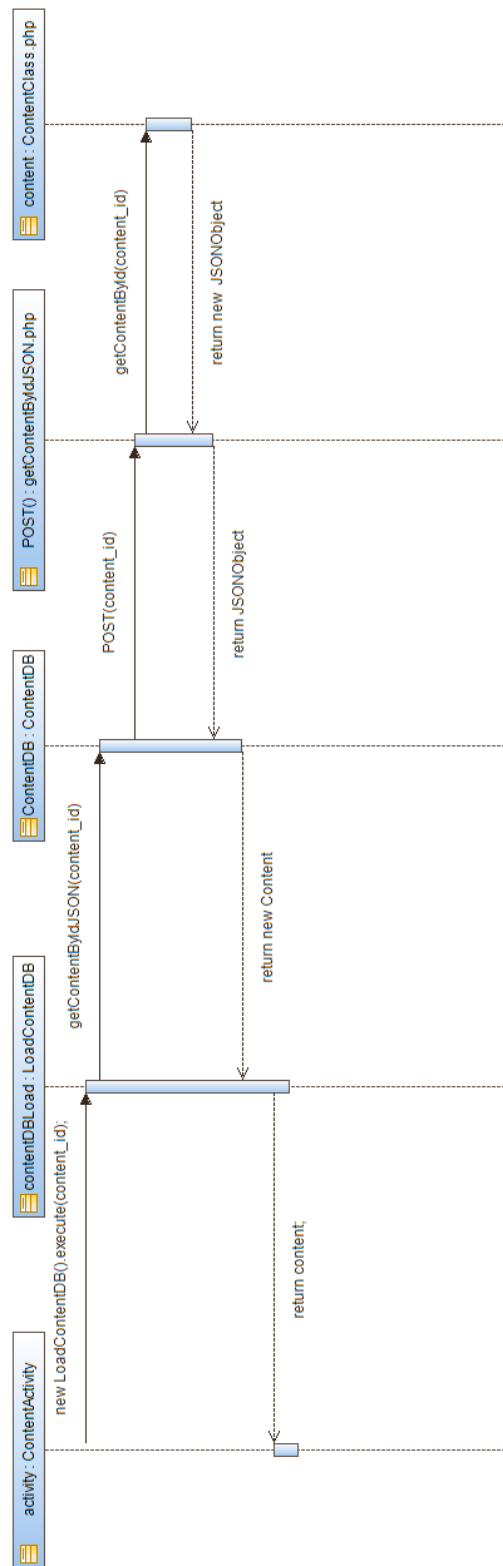 activity : ContentActivity
contentDBLoad : LoadContentDB
ContentDB : ContentDB
POST() : getContentByIdJSON.php
content : ContentClass.php
new LoadContentDB().execute(content_id);
getContentByIdJSON(content_id)
POST(content_id)
getContentById(content_id)
return new JSONObject
return JSONObject
return new Content
return content;